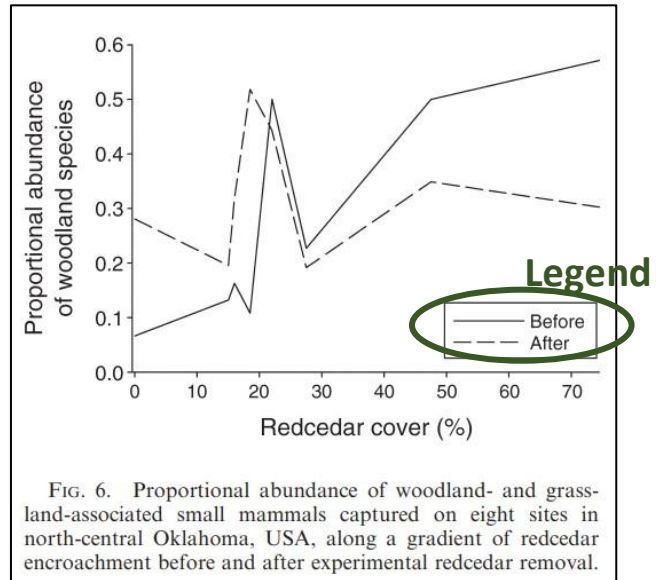 0.6
0.5
0.4
0.3
0.2
0.1
0.0
Proportional abundance
of woodland species
Legend
Before
After
0 10 20 30 40 50 60 70
Redcedar cover (%)
FIG. 6. Proportional abundance of woodland- and grass-
land-associated small mammals captured on eight sites in
north-central Oklahoma, USA, along a gradient of redcedar
encroachment before and after experimental redcedar removal.